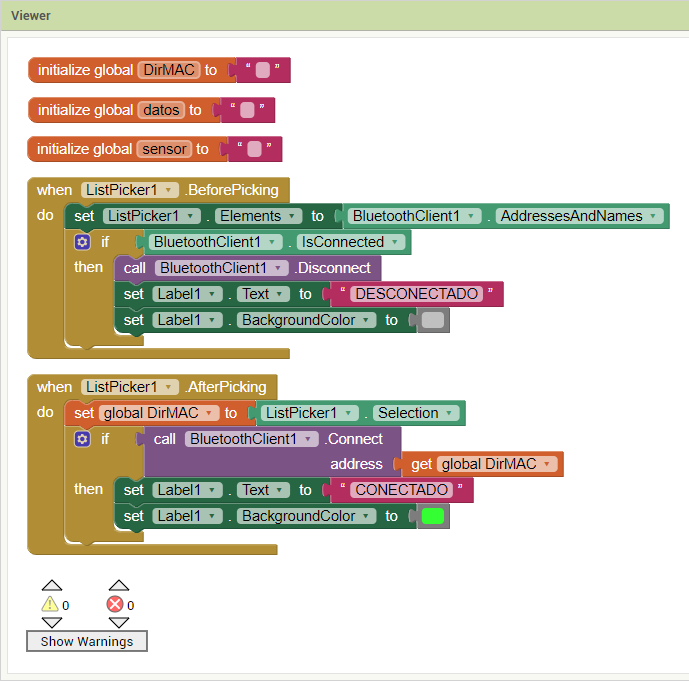 Viewer
initialize global DirMAC to “ ”
initialize global datos to “ ”
initialize global sensor to “ ”
when ListPicker1 .BeforePicking
do set ListPicker1 . Elements to BluetoothClient1 . AddressesAndNames
if BluetoothClient1 . IsConnected
then call BluetoothClient1 .Disconnect
set Label1 . Text to “ DESCONECTADO ”
set Label1 . BackgroundColor to
when ListPicker1 .AfterPicking
do set global DirMAC to ListPicker1 . Selection
if call BluetoothClient1 .Connect
address get global DirMAC
then set Label1 . Text to “ CONECTADO ”
set Label1 . BackgroundColor to
0 0
Show Warnings